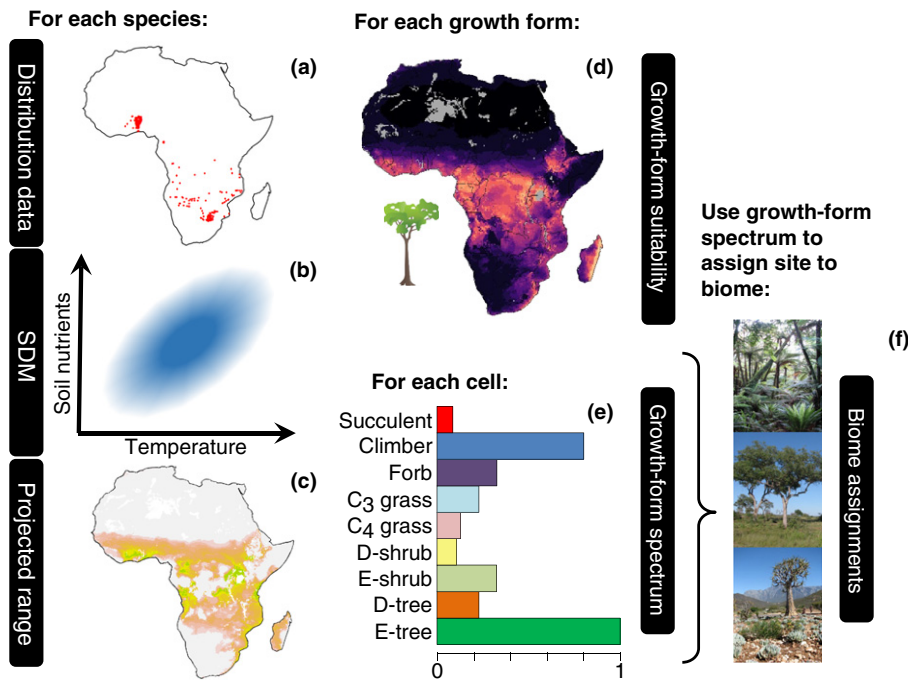 For each species:
Distribution data
(a)
SDM
(b)
Soil nutrients
Temperature
Projected range
(c)
For each growth form:
(d)
Growth-form suitability
For each cell:
(e)
Succulent
Climber
Forb
C3 grass
C4 grass
D-shrub
E-shrub
D-tree
E-tree
0
1
Growth-form spectrum
Use growth-form
spectrum to
assign site to
biome:
(f)
Biome assignments